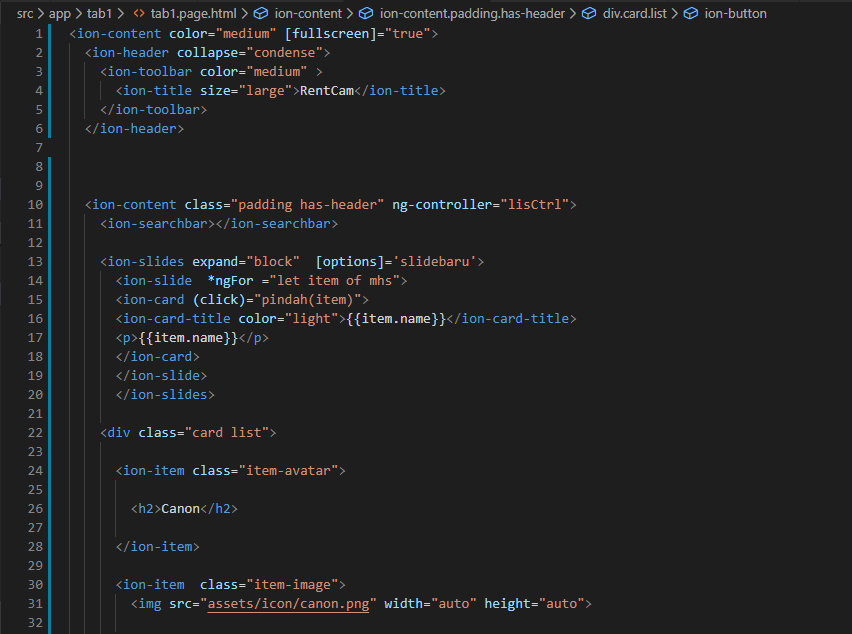 src > app > tab1 > <> tab1.page.html > ion-content > ion-content.padding.has-header > div.card.list > ion-button
1 <ion-content color="medium" [fullscreen]="true">
2 <ion-header collapse="condense">
3 <ion-toolbar color="medium" >
4 <ion-title size="large">RentCam</ion-title>
5 </ion-toolbar>
6 </ion-header>
7
8
9
10 <ion-content class="padding has-header" ng-controller="lisCtrl">
11 <ion-searchbar></ion-searchbar>
12
13 <ion-slides expand="block"  [options]='slidebaru'>
14 <ion-slide  *ngFor ="let item of mhs">
15 <ion-card (click)="pindah(item)">
16 <ion-card-title color="light">{{item.name}}</ion-card-title>
17 <p>{{item.name}}</p>
18 </ion-card>
19 </ion-slide>
20 </ion-slides>
21
22 <div class="card list">
23
24 <ion-item class="item-avatar">
25
26 <h2>Canon</h2>
27
28 </ion-item>
29
30 <ion-item  class="item-image">
31 <img src="assets/icon/canon.png" width="auto" height="auto">
32